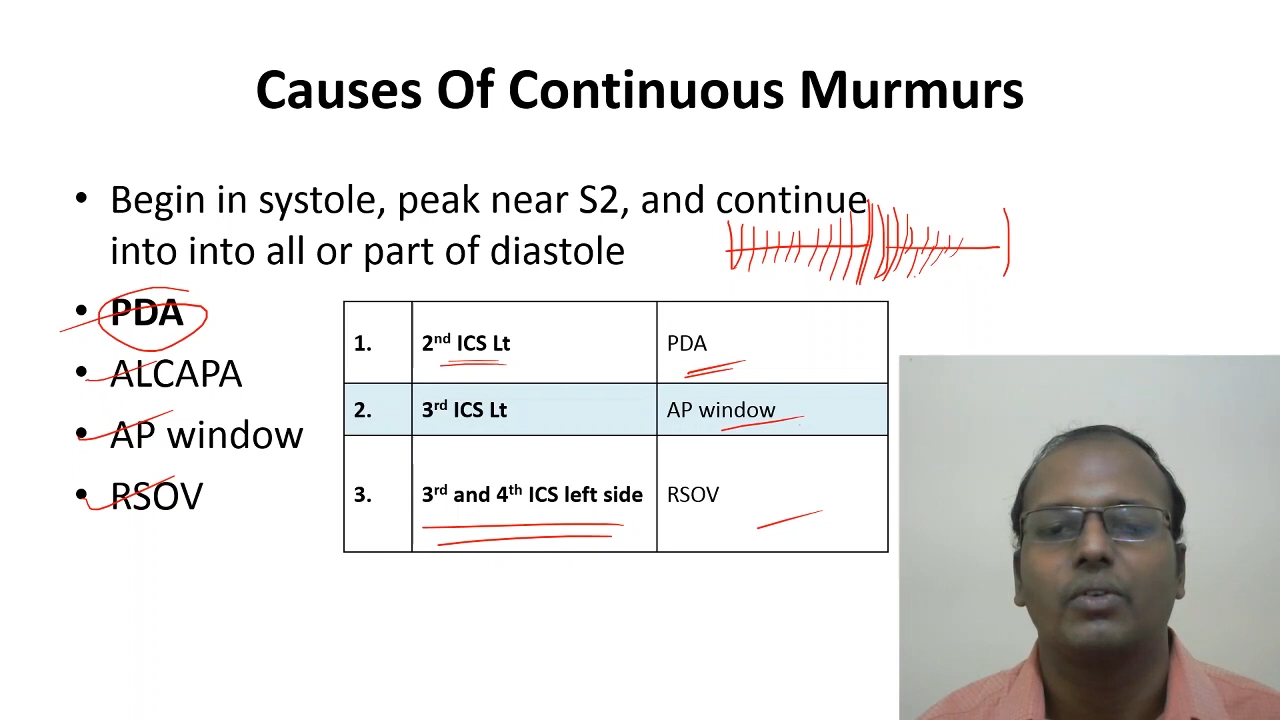 Causes Of Continuous Murmurs
• Begin in systole, peak near S2, and continue
into into all or part of diastole
• PDA
• ALCAPA
• AP window
• RSOV
1. 2nd ICS Lt PDA
2. 3rd ICS Lt AP window
3. 3rd and 4th ICS left side RSOV